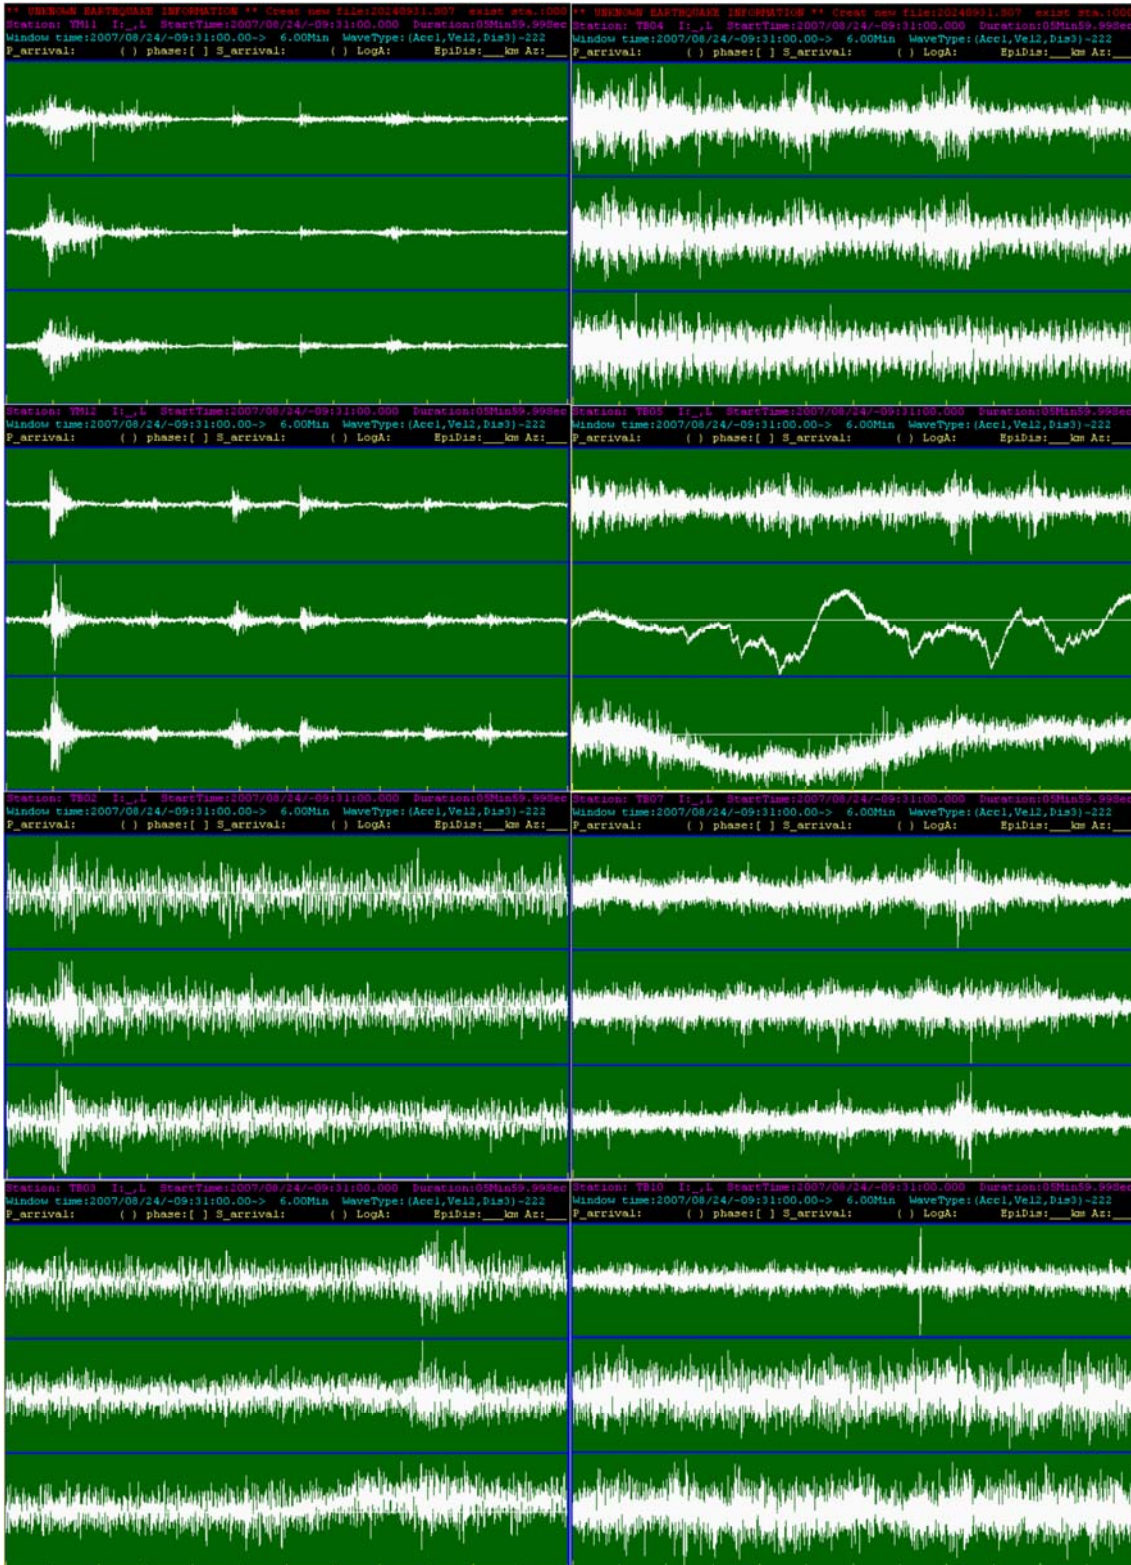 ** UNKNOWN EARTHQUAKE INFORMATION ** Creat new file:20240931.S07 exist sta.:000
Station: YM11 I:_,L StartTime:2007/08/24/-09:31:00.000 Duration:05Min59.99Sec
Window time:2007/08/24/-09:31:00.00-> 6.00Min WaveType:(Acc1,Vel2,Dis3)-222
P_arrival: ( ) phase:[ ] S_arrival: ( ) LogA: EpiDis:___km Az:___
Station: YM12 I:_,L StartTime:2007/08/24/-09:31:00.000 Duration:05Min59.99Sec
Window time:2007/08/24/-09:31:00.00-> 6.00Min WaveType:(Acc1,Vel2,Dis3)-222
P_arrival: ( ) phase:[ ] S_arrival: ( ) LogA: EpiDis:___km Az:___
Station: TB02 I:_,L StartTime:2007/08/24/-09:31:00.000 Duration:05Min59.99Sec
Window time:2007/08/24/-09:31:00.00-> 6.00Min WaveType:(Acc1,Vel2,Dis3)-222
P_arrival: ( ) phase:[ ] S_arrival: ( ) LogA: EpiDis:___km Az:___
Station: TB03 I:_,L StartTime:2007/08/24/-09:31:00.000 Duration:05Min59.99Sec
Window time:2007/08/24/-09:31:00.00-> 6.00Min WaveType:(Acc1,Vel2,Dis3)-222
P_arrival: ( ) phase:[ ] S_arrival: ( ) LogA: EpiDis:___km Az:___
** UNKNOWN EARTHQUAKE INFORMATION ** Creat new file:20240931.S07 exist sta.:000
Station: TB04 I:_,L StartTime:2007/08/24/-09:31:00.000 Duration:05Min59.99Sec
Window time:2007/08/24/-09:31:00.00-> 6.00Min WaveType:(Acc1,Vel2,Dis3)-222
P_arrival: ( ) phase:[ ] S_arrival: ( ) LogA: EpiDis:___km Az:___
Station: TB05 I:_,L StartTime:2007/08/24/-09:31:00.000 Duration:05Min59.99Sec
Window time:2007/08/24/-09:31:00.00-> 6.00Min WaveType:(Acc1,Vel2,Dis3)-222
P_arrival: ( ) phase:[ ] S_arrival: ( ) LogA: EpiDis:___km Az:___
Station: TB07 I:_,L StartTime:2007/08/24/-09:31:00.000 Duration:05Min59.99Sec
Window time:2007/08/24/-09:31:00.00-> 6.00Min WaveType:(Acc1,Vel2,Dis3)-222
P_arrival: ( ) phase:[ ] S_arrival: ( ) LogA: EpiDis:___km Az:___
Station: TB10 I:_,L StartTime:2007/08/24/-09:31:00.000 Duration:05Min59.99Sec
Window time:2007/08/24/-09:31:00.00-> 6.00Min WaveType:(Acc1,Vel2,Dis3)-222
P_arrival: ( ) phase:[ ] S_arrival: ( ) LogA: EpiDis:___km Az:___